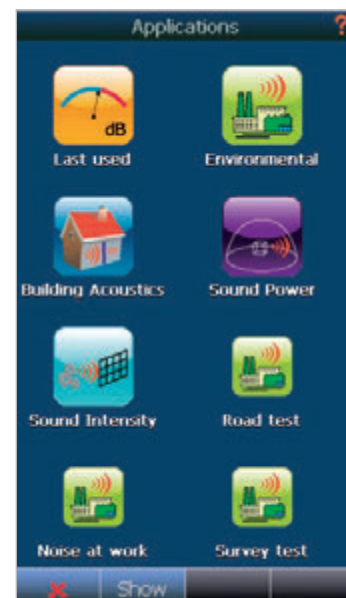 Applications ?
dB
Last used Environmental
Building Acoustics Sound Power
Sound Intensity Road test
Noise at work Survey test
Show